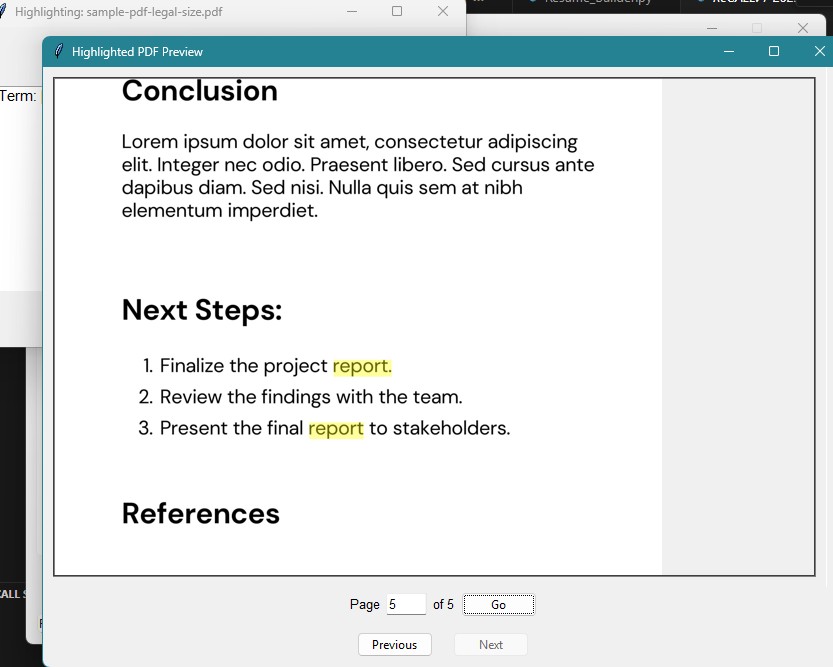 Highlighting: sample-pdf-legal-size.pdf
Highlighted PDF Preview
Term:
Conclusion
Lorem ipsum dolor sit amet, consectetur adipiscing
elit. Integer nec odio. Praesent libero. Sed cursus ante
dapibus diam. Sed nisi. Nulla quis sem at nibh
elementum imperdiet.
Next Steps:
1. Finalize the project report.
2. Review the findings with the team.
3. Present the final report to stakeholders.
References
Page 5 of 5 Go
Previous Next